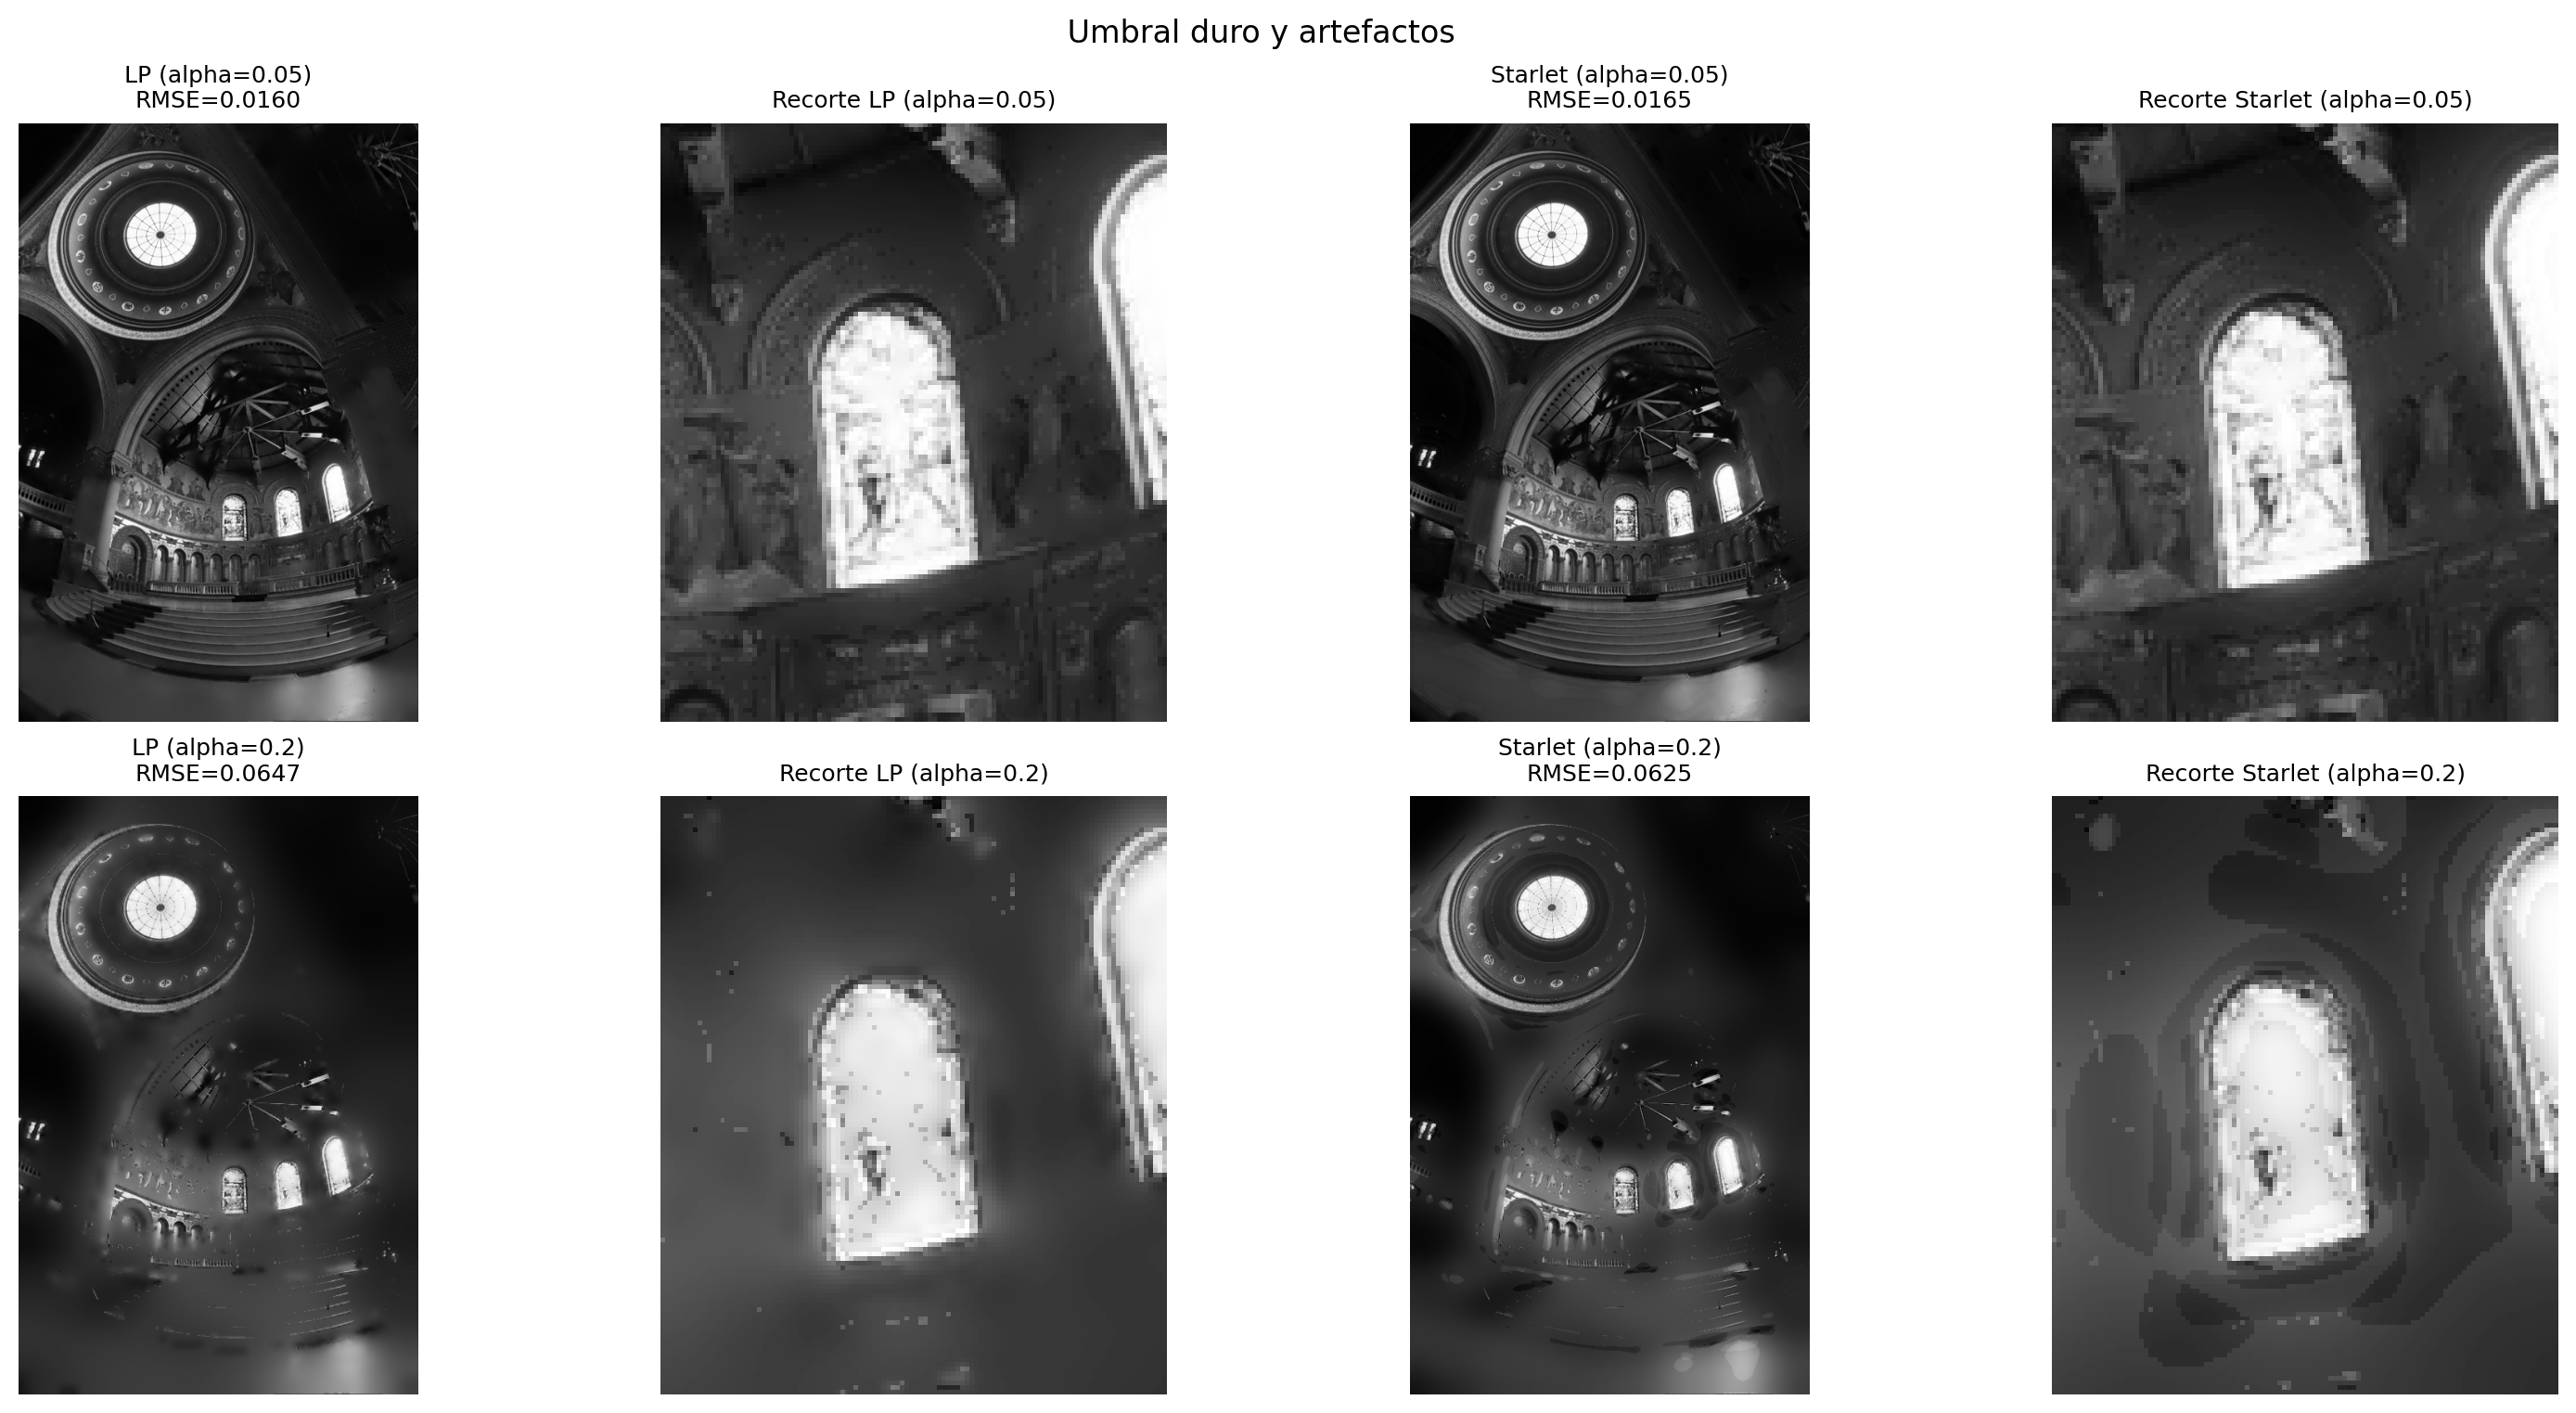 Umbral duro y artefactos
LP (alpha=0.05)
RMSE=0.0160
Recorte LP (alpha=0.05)
Starlet (alpha=0.05)
RMSE=0.0165
Recorte Starlet (alpha=0.05)
LP (alpha=0.2)
RMSE=0.0647
Recorte LP (alpha=0.2)
Starlet (alpha=0.2)
RMSE=0.0625
Recorte Starlet (alpha=0.2)